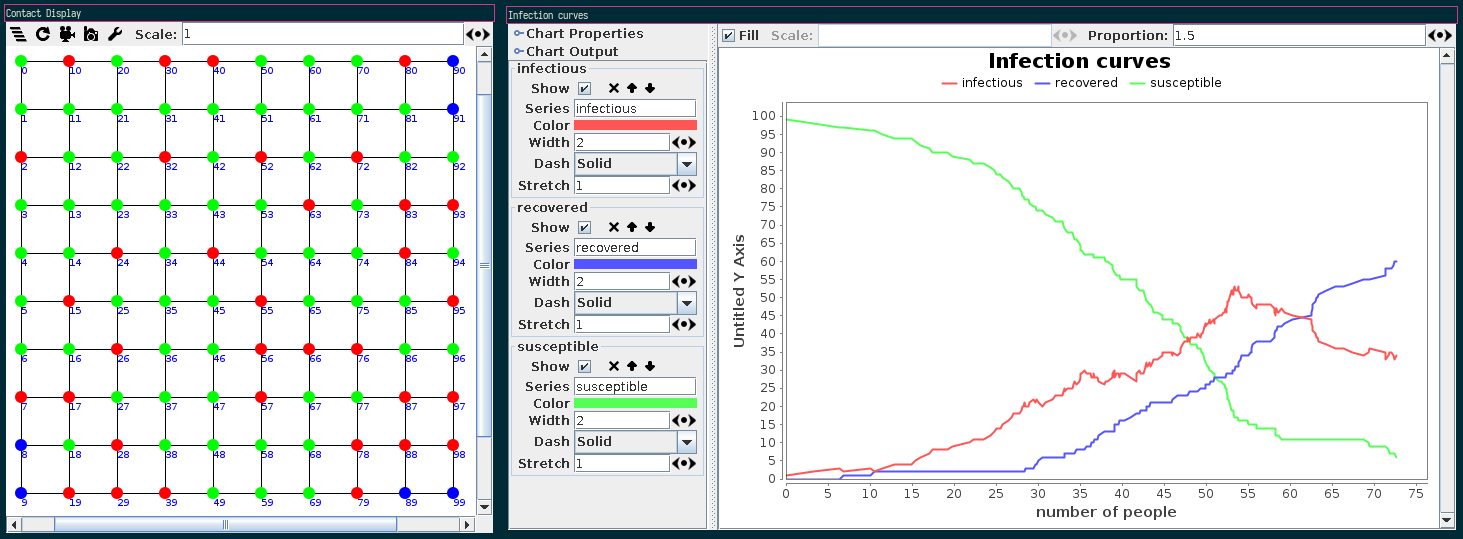 Contact Display
Scale: 1
0 10 20 30 40 50 60 70 80 90
1 11 21 31 41 51 61 71 81 91
2 12 22 32 42 52 62 72 82 92
3 13 23 33 43 53 63 73 83 93
4 14 24 34 44 54 64 74 84 94
5 15 25 35 45 55 65 75 85 95
6 16 26 36 46 56 66 76 86 96
7 17 27 37 47 57 67 77 87 97
8 18 28 38 48 58 68 78 88 98
9 19 29 39 49 59 69 79 89 99
Infection curves
Chart Properties
Chart Output
infectious
Show
Series infectious
Color
Width 2
Dash Solid
Stretch 1
recovered
Show
Series recovered
Color
Width 2
Dash Solid
Stretch 1
susceptible
Show
Series susceptible
Color
Width 2
Dash Solid
Stretch 1
Fill Scale: Proportion: 1.5
Infection curves
infectious recovered susceptible
Untitled Y Axis
100
95
90
85
80
75
70
65
60
55
50
45
40
35
30
25
20
15
10
5
0
0 5 10 15 20 25 30 35 40 45 50 55 60 65 70 75
number of people